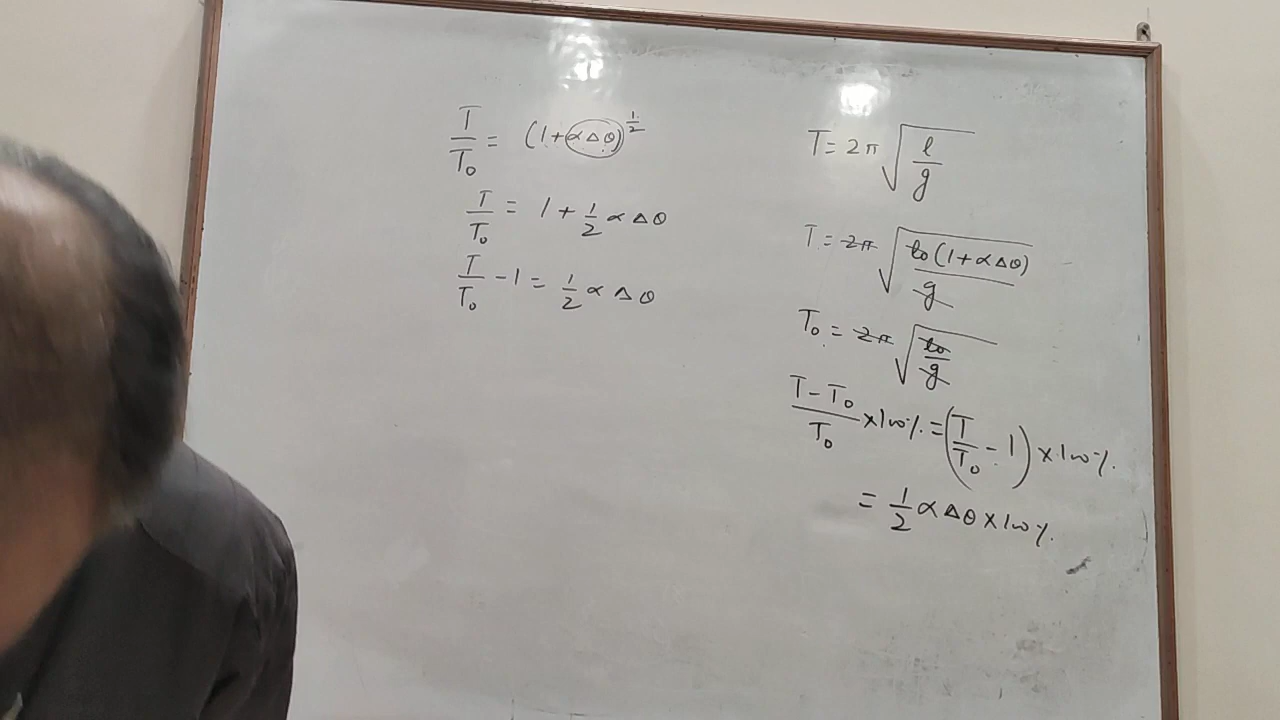 T/T₀ = (1+α∆θ)^½
T/T₀ = 1 + ½ α ∆θ
T/T₀ - 1 = ½ α ∆θ
T = 2π √(l/g)
T = 2π √(l₀(1+α∆θ)/g)
T₀ = 2π √(l₀/g)
(T - T₀)/T₀ × 100% = (T/T₀ - 1) × 100%
= ½ α ∆θ × 100%